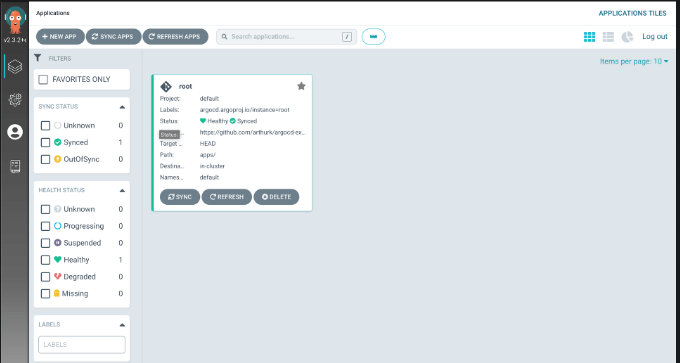 Applications
APPLICATIONS TILES
v2.3.2+
+ NEW APP
SYNC APPS
REFRESH APPS
Search applications...
/
Log out
FILTERS
Items per page: 10
FAVORITES ONLY
SYNC STATUS
Unknown 0
Synced 1
OutOfSync 0
HEALTH STATUS
Unknown 0
Progressing 0
Suspended 0
Healthy 1
Degraded 0
Missing 0
LABELS
LABELS
root
Project: default
Labels: argocd.argoproj.io/instance=root
Status: Healthy Synced
Status:
https://github.com/arthurk/argocd-ex...
Target ... HEAD
Path: apps/
Destina... in-cluster
Names... default
SYNC
REFRESH
DELETE